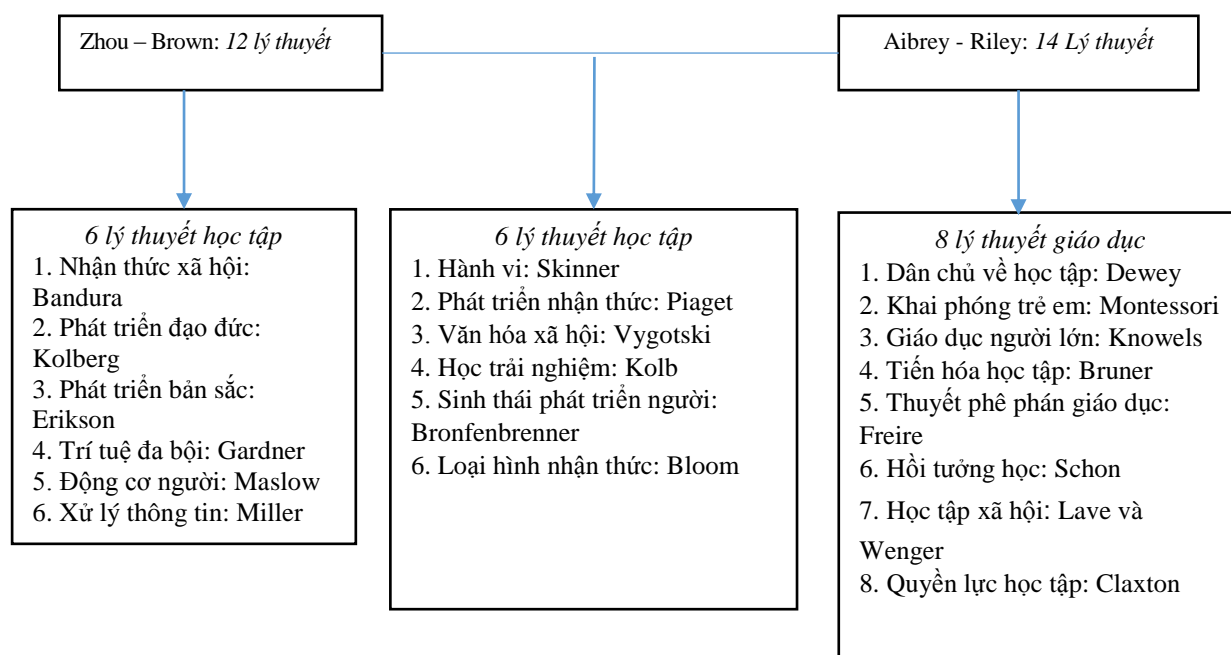 Zhou – Brown: 12 lý thuyết
Aibrey - Riley: 14 Lý thuyết
6 lý thuyết học tập
1. Nhận thức xã hội:
Bandura
2. Phát triển đạo đức:
Kolberg
3. Phát triển bản sắc:
Erikson
4. Trí tuệ đa bội: Gardner
5. Động cơ người: Maslow
6. Xử lý thông tin: Miller
6 lý thuyết học tập
1. Hành vi: Skinner
2. Phát triển nhận thức: Piaget
3. Văn hóa xã hội: Vygotski
4. Học trải nghiệm: Kolb
5. Sinh thái phát triển người:
Bronfenbrenner
6. Loại hình nhận thức: Bloom
8 lý thuyết giáo dục
1. Dân chủ về học tập: Dewey
2. Khai phóng trẻ em: Montessori
3. Giáo dục người lớn: Knowels
4. Tiến hóa học tập: Bruner
5. Thuyết phê phán giáo dục:
Freire
6. Hồi tưởng học: Schon
7. Học tập xã hội: Lave và
Wenger
8. Quyền lực học tập: Claxton